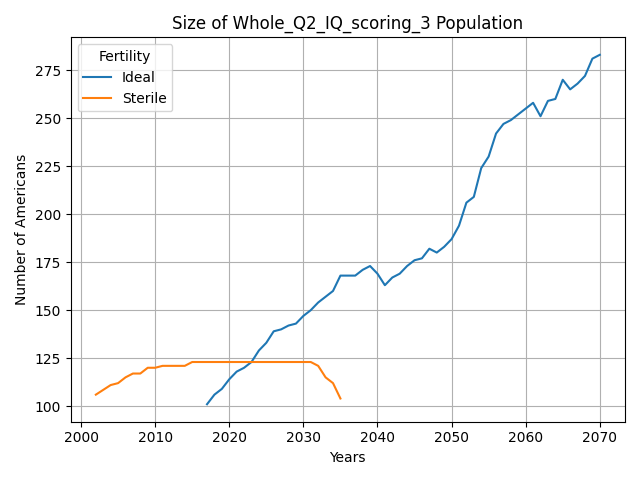 Size of Whole_Q2_IQ_scoring_3 Population
Fertility
Ideal
Sterile
Number of Americans
275
250
225
200
175
150
125
100
2000 2010 2020 2030 2040 2050 2060 2070
Years